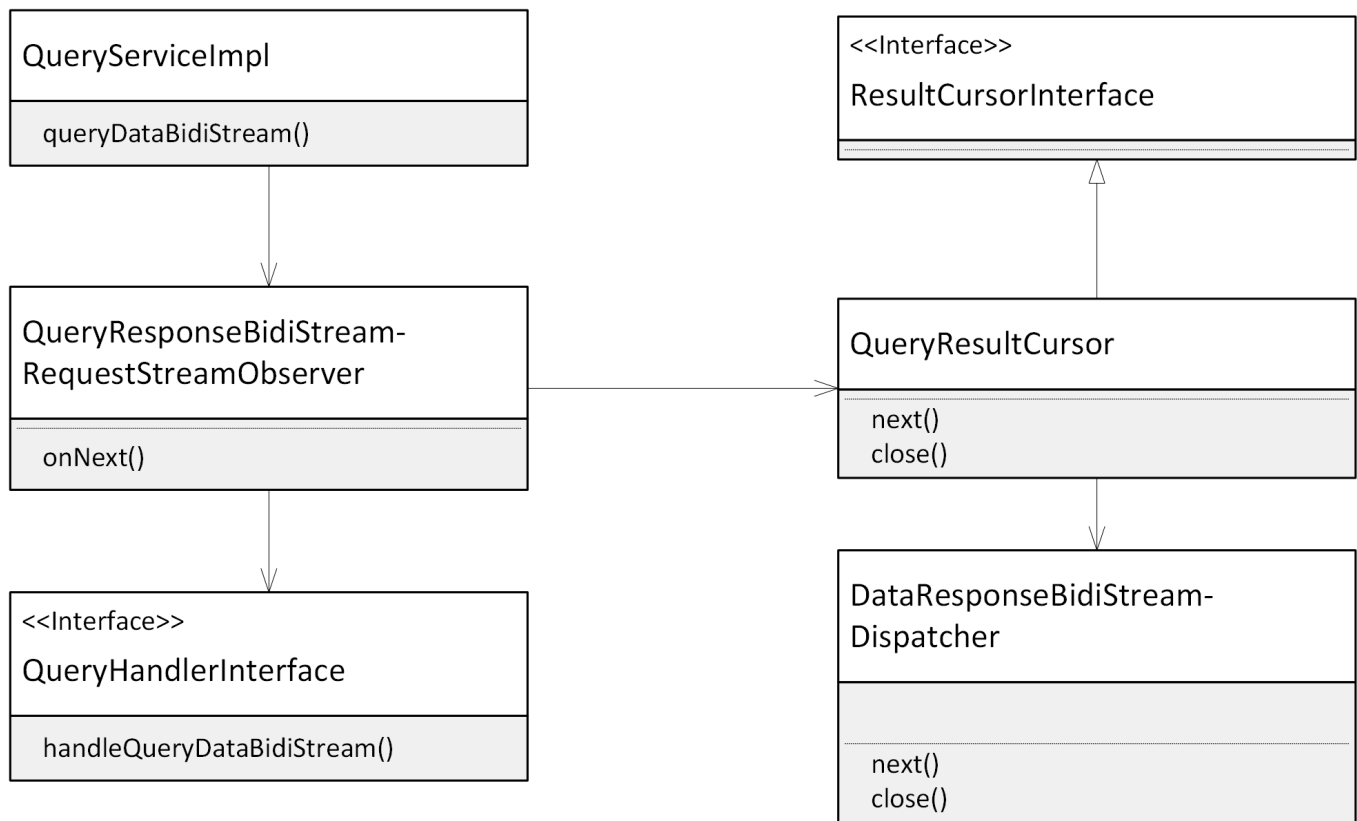 QueryServiceImpl
queryDataBidiStream()
<<Interface>>
ResultCursorInterface
QueryResponseBidiStream-
RequestStreamObserver
onNext()
QueryResultCursor
next()
close()
<<Interface>>
QueryHandlerInterface
handleQueryDataBidiStream()
DataResponseBidiStream-
Dispatcher
next()
close()